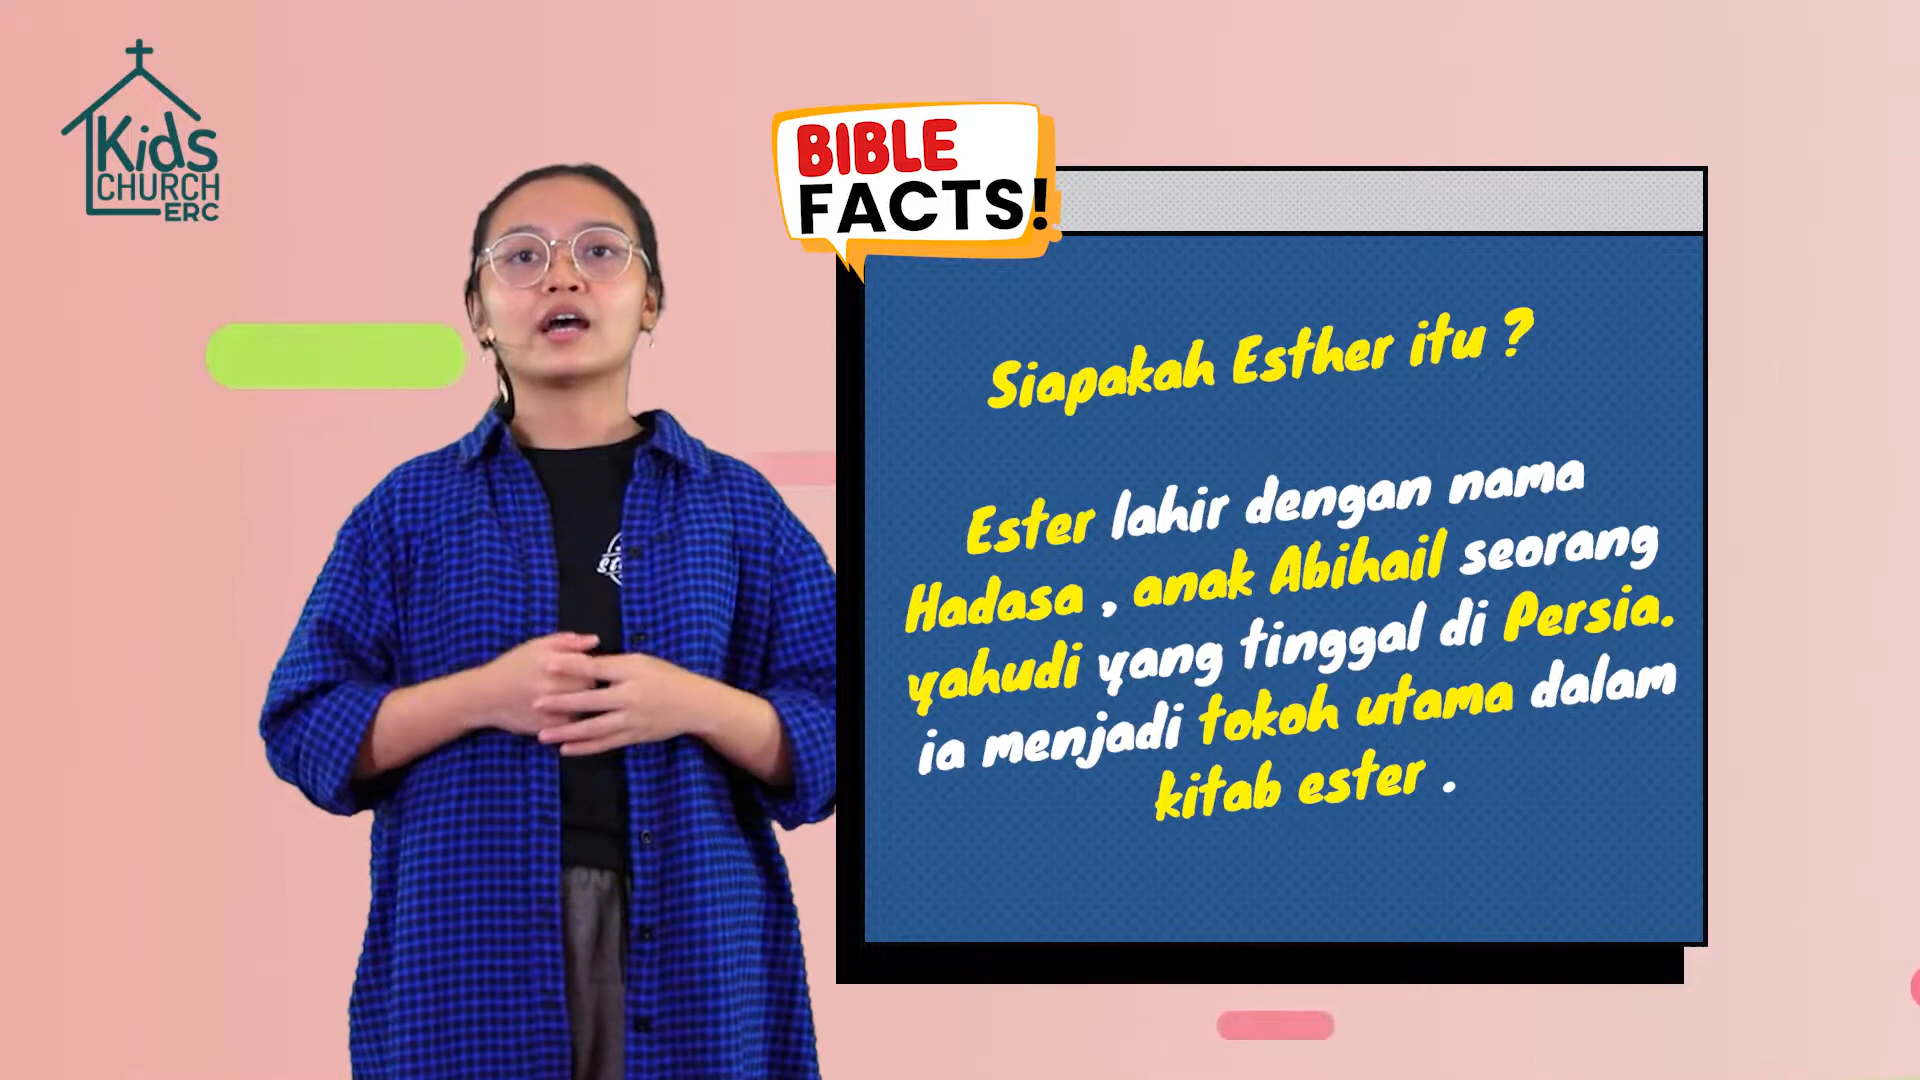 Kids
CHURCH
ERC
BIBLE
FACTS!
Siapakah Esther itu ?
Ester lahir dengan nama
Hadasa , anak Abihail seorang
yahudi yang tinggal di Persia.
ia menjadi tokoh utama dalam
kitab ester .